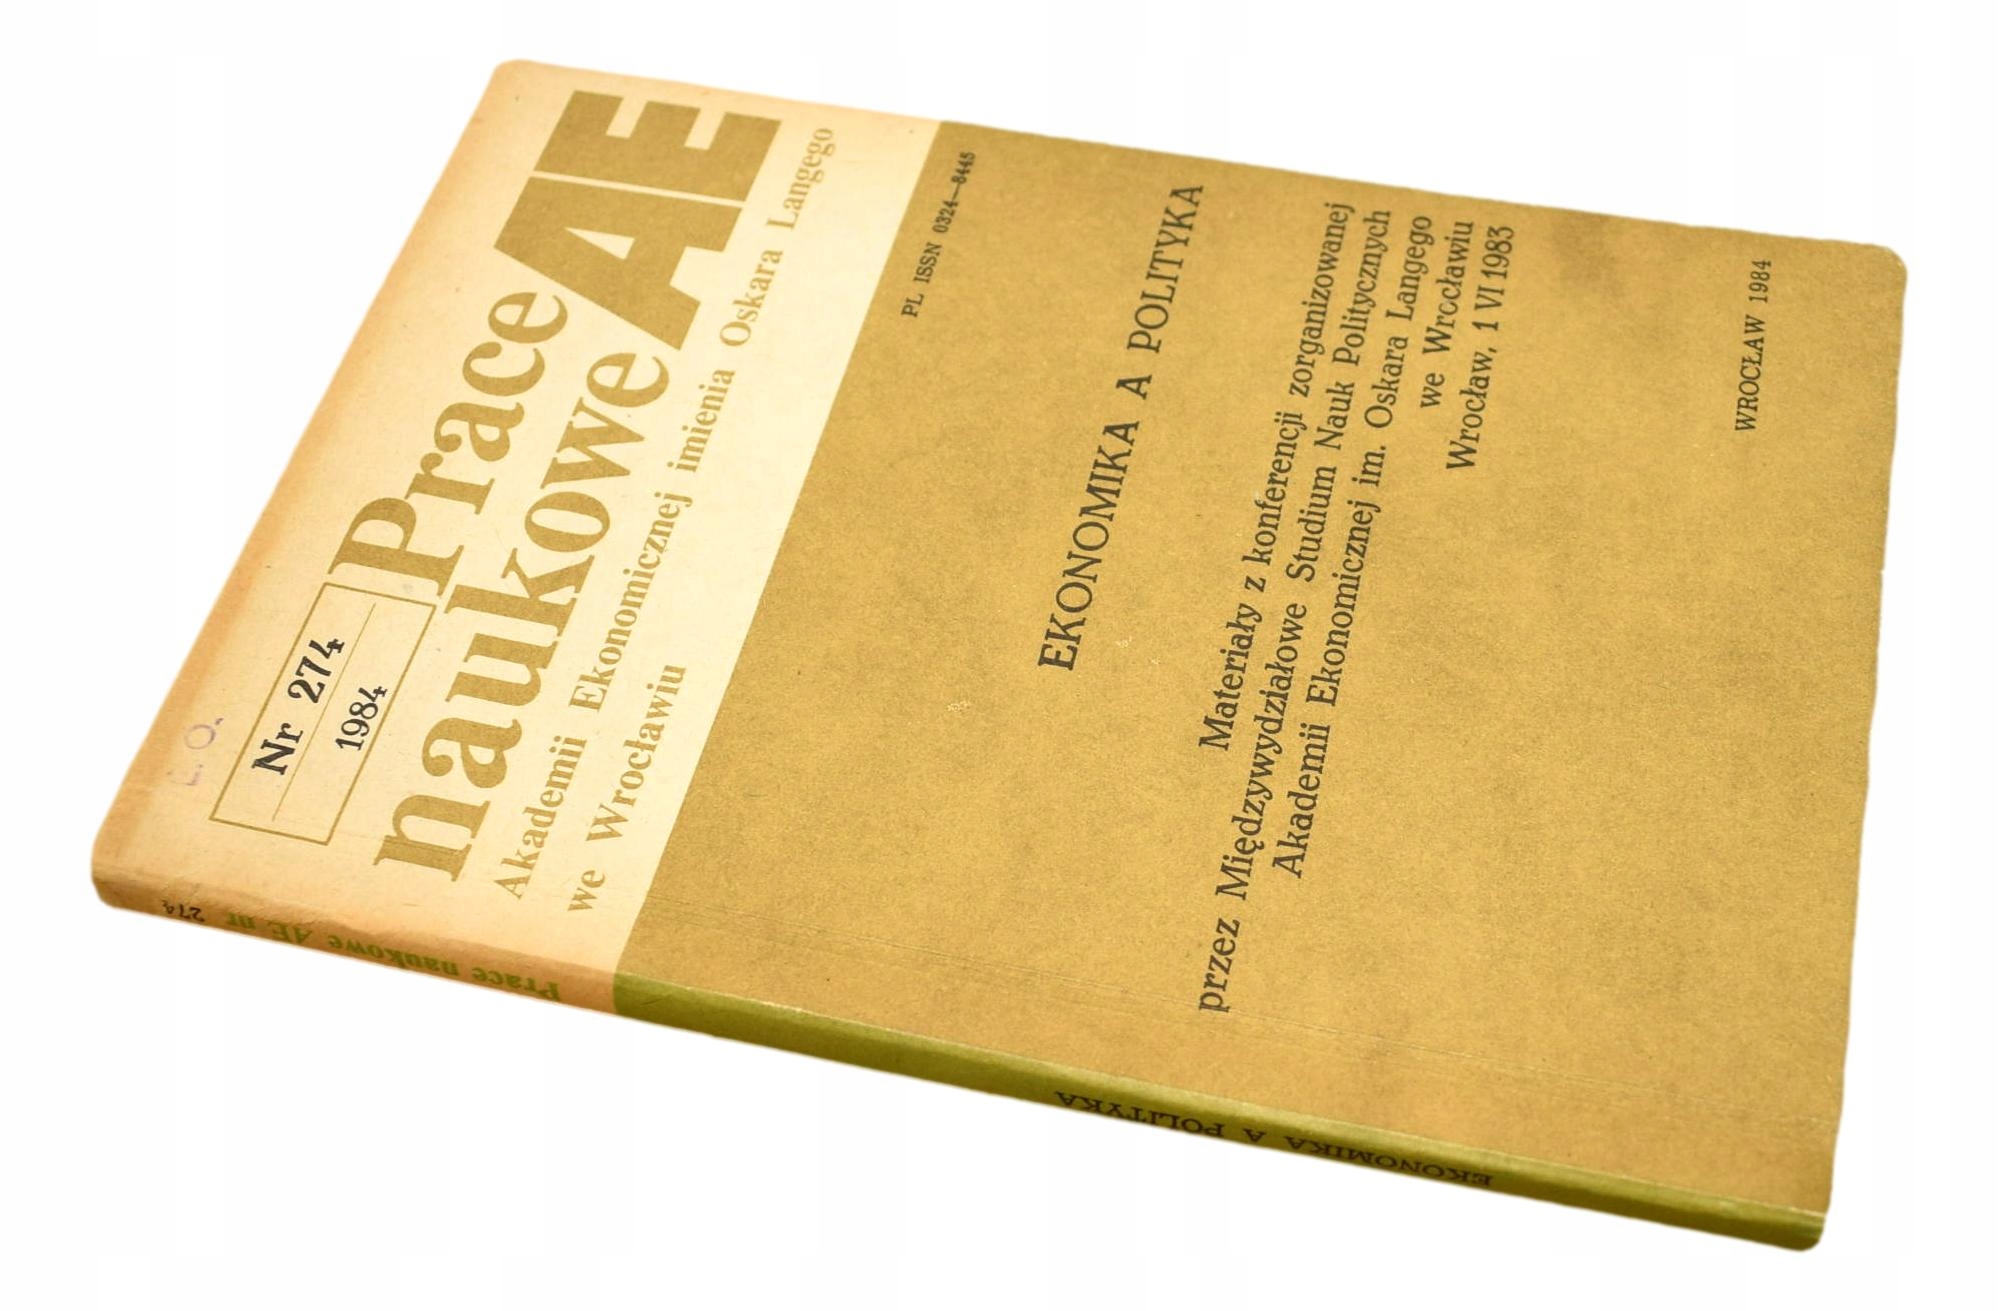 Nr 274
1984
Prace
naukowe AE
Akademii Ekonomicznej imienia Oskara Langego
we Wrocławiu
PL ISSN 0324—8445
EKONOMIKA A POLITYKA
Materiały z konferencji zorganizowanej
przez Międzywydziałowe Studium Nauk Politycznych
Akademii Ekonomicznej im. Oskara Langego
we Wrocławiu
Wrocław, 1 VI 1983
WROCŁAW 1984
Prace naukowe AE nr 274
EKONOMIKA A POLITYKA